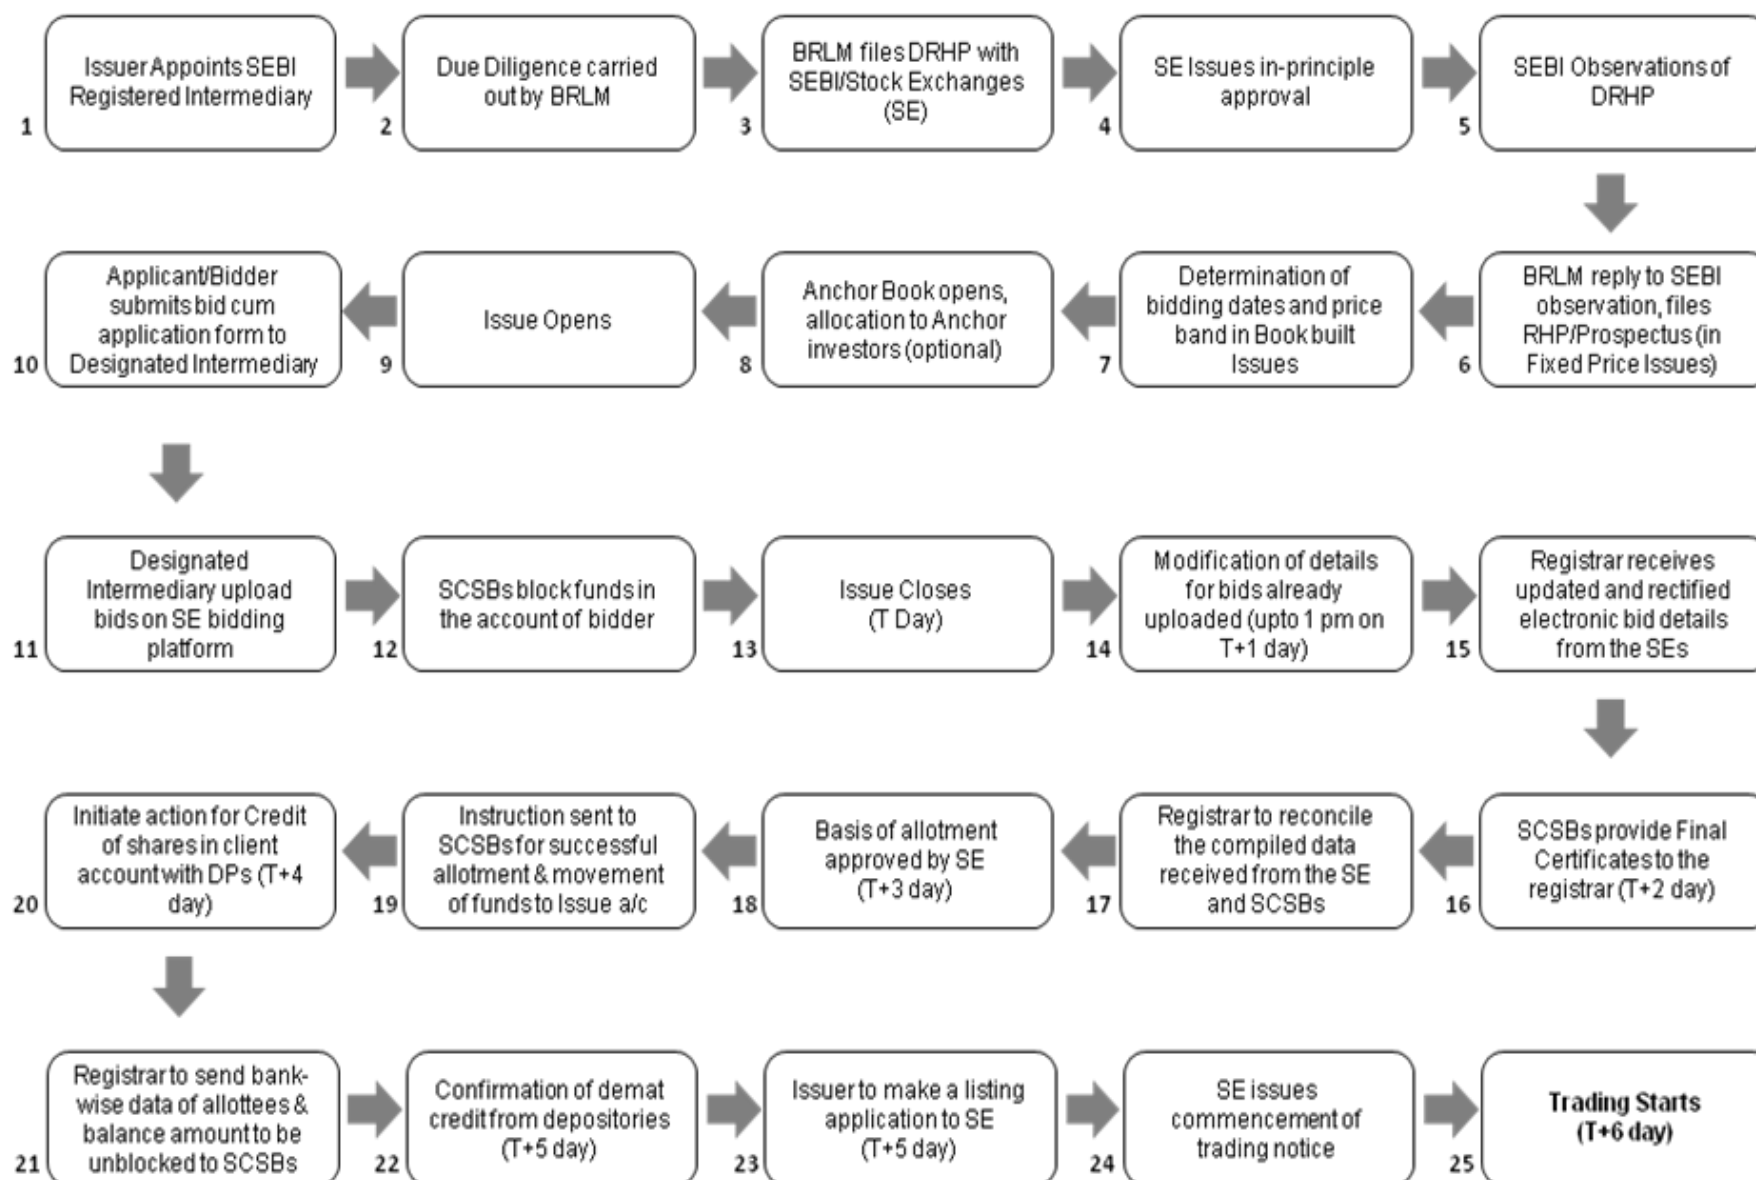 Issuer Appoints SEBI
Registered Intermediary
1
Due Diligence carried
out by BRLM
2
BRLM files DRHP with
SEBI/Stock Exchanges
(SE)
3
SE Issues in-principle
approval
4
SEBI Observations of
DRHP
5
BRLM reply to SEBI
observation, files
RHP/Prospectus (in
Fixed Price Issues)
6
Determination of
bidding dates and price
band in Book built
Issues
7
Anchor Book opens,
allocation to Anchor
investors (optional)
8
Issue Opens
9
Applicant/Bidder
submits bid cum
application form to
Designated Intermediary
10
Designated
Intermediary upload
bids on SE bidding
platform
11
SCSBs block funds in
the account of bidder
12
Issue Closes
(T Day)
13
Modification of details
for bids already
uploaded (upto 1 pm on
T+1 day)
14
Registrar receives
updated and rectified
electronic bid details
from the SEs
15
SCSBs provide Final
Certificates to the
registrar (T+2 day)
16
Registrar to reconcile
the compiled data
received from the SE
and SCSBs
17
Basis of allotment
approved by SE
(T+3 day)
18
Instruction sent to
SCSBs for successful
allotment & movement
of funds to Issue a/c
19
Initiate action for Credit
of shares in client
account with DPs (T+4
day)
20
Registrar to send bank-
wise data of allottees &
balance amount to be
unblocked to SCSBs
21
Confirmation of demat
credit from depositories
(T+5 day)
22
Issuer to make a listing
application to SE
(T+5 day)
23
SE issues
commencement of
trading notice
24
Trading Starts
(T+6 day)
25